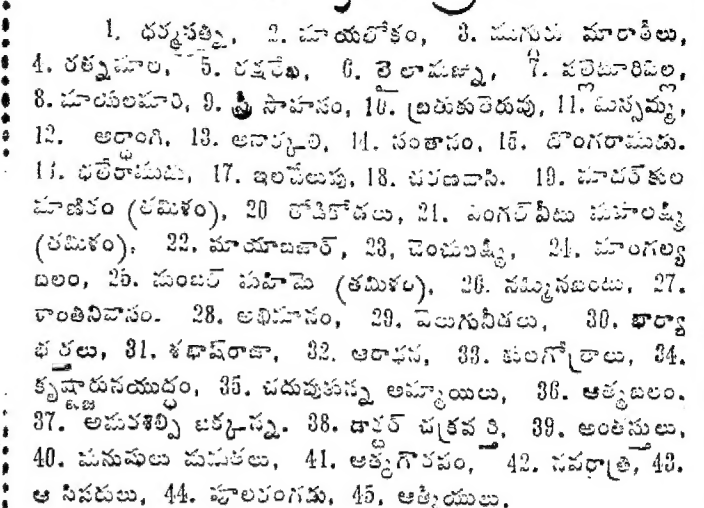 1. ధర్మపత్ని, 2. మాయలోకం, 3. ముగ్గురు మారాఠీలు,
4. రత్నమాల, 5. రక్షరేఖ, 6. లైలామజ్నూ, 7. పల్లెటూరిపిల్ల,
8. మాయలమారి, 9. స్త్రీ సాహసం, 10. బ్రతుకుతెరువు, 11. బ్రతుకుతెరువు,
12. అర్ధాంగి, 13. అనార్కలి, 14. సంతానం, 15. దొంగరాముడు.
16. భలేరాముడు, 17. ఇలవేలుపు, 18. చరణదాసి. 19. మాదర్‌కుల
మాణికం (తమిళం), 20 తోడికోడలు, 21. ఎంగల్‌వీటు మహాలక్ష్మి
(తమిళం), 22. మాయాబజార్, 23, చెంచులక్ష్మి, 24. మాంగల్య
బలం, 25. మంజల్ మహిమై (తమిళం), 26. నమ్మినబంటు, 27.
శాంతినివాసం. 28. అభిమానం, 29. వెలుగునీడలు, 30. భార్యా
భర్తలు, 31. శభాష్‌రాజా, 32. ఆరాధన, 33. కులగోత్రాలు, 34.
కృష్ణార్జునయుద్ధం, 35. చదువుకున్న అమ్మాయిలు, 36. ఆత్మబలం.
37. అమరశిల్పి జక్కన్న. 38. డాక్టర్ చక్రవర్తి, 39. అంతస్తులు,
40. మనుషులు మమతలు, 41. ఆత్మగౌరవం, 42. నవరాత్రి, 43.
ఆస్తిపరులు, 44. పూలరంగడు, 45, ఆత్మీయులు.